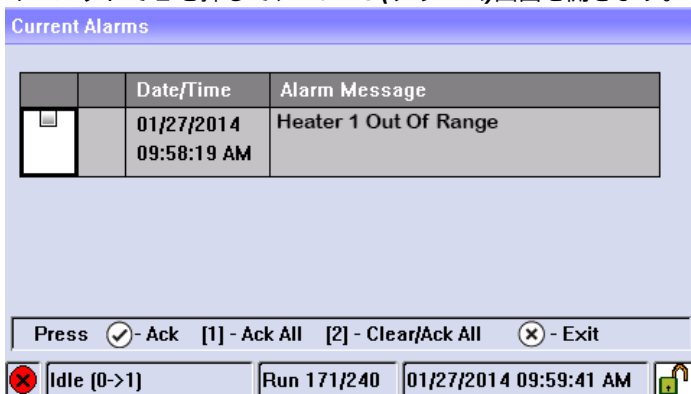 Current Alarms
Date/Time Alarm Message
01/27/2014 Heater 1 Out Of Range
09:58:19 AM
Press - Ack [1] - Ack All [2] - Clear/Ack All - Exit
Idle (0->1) Run 171/240 01/27/2014 09:59:41 AM